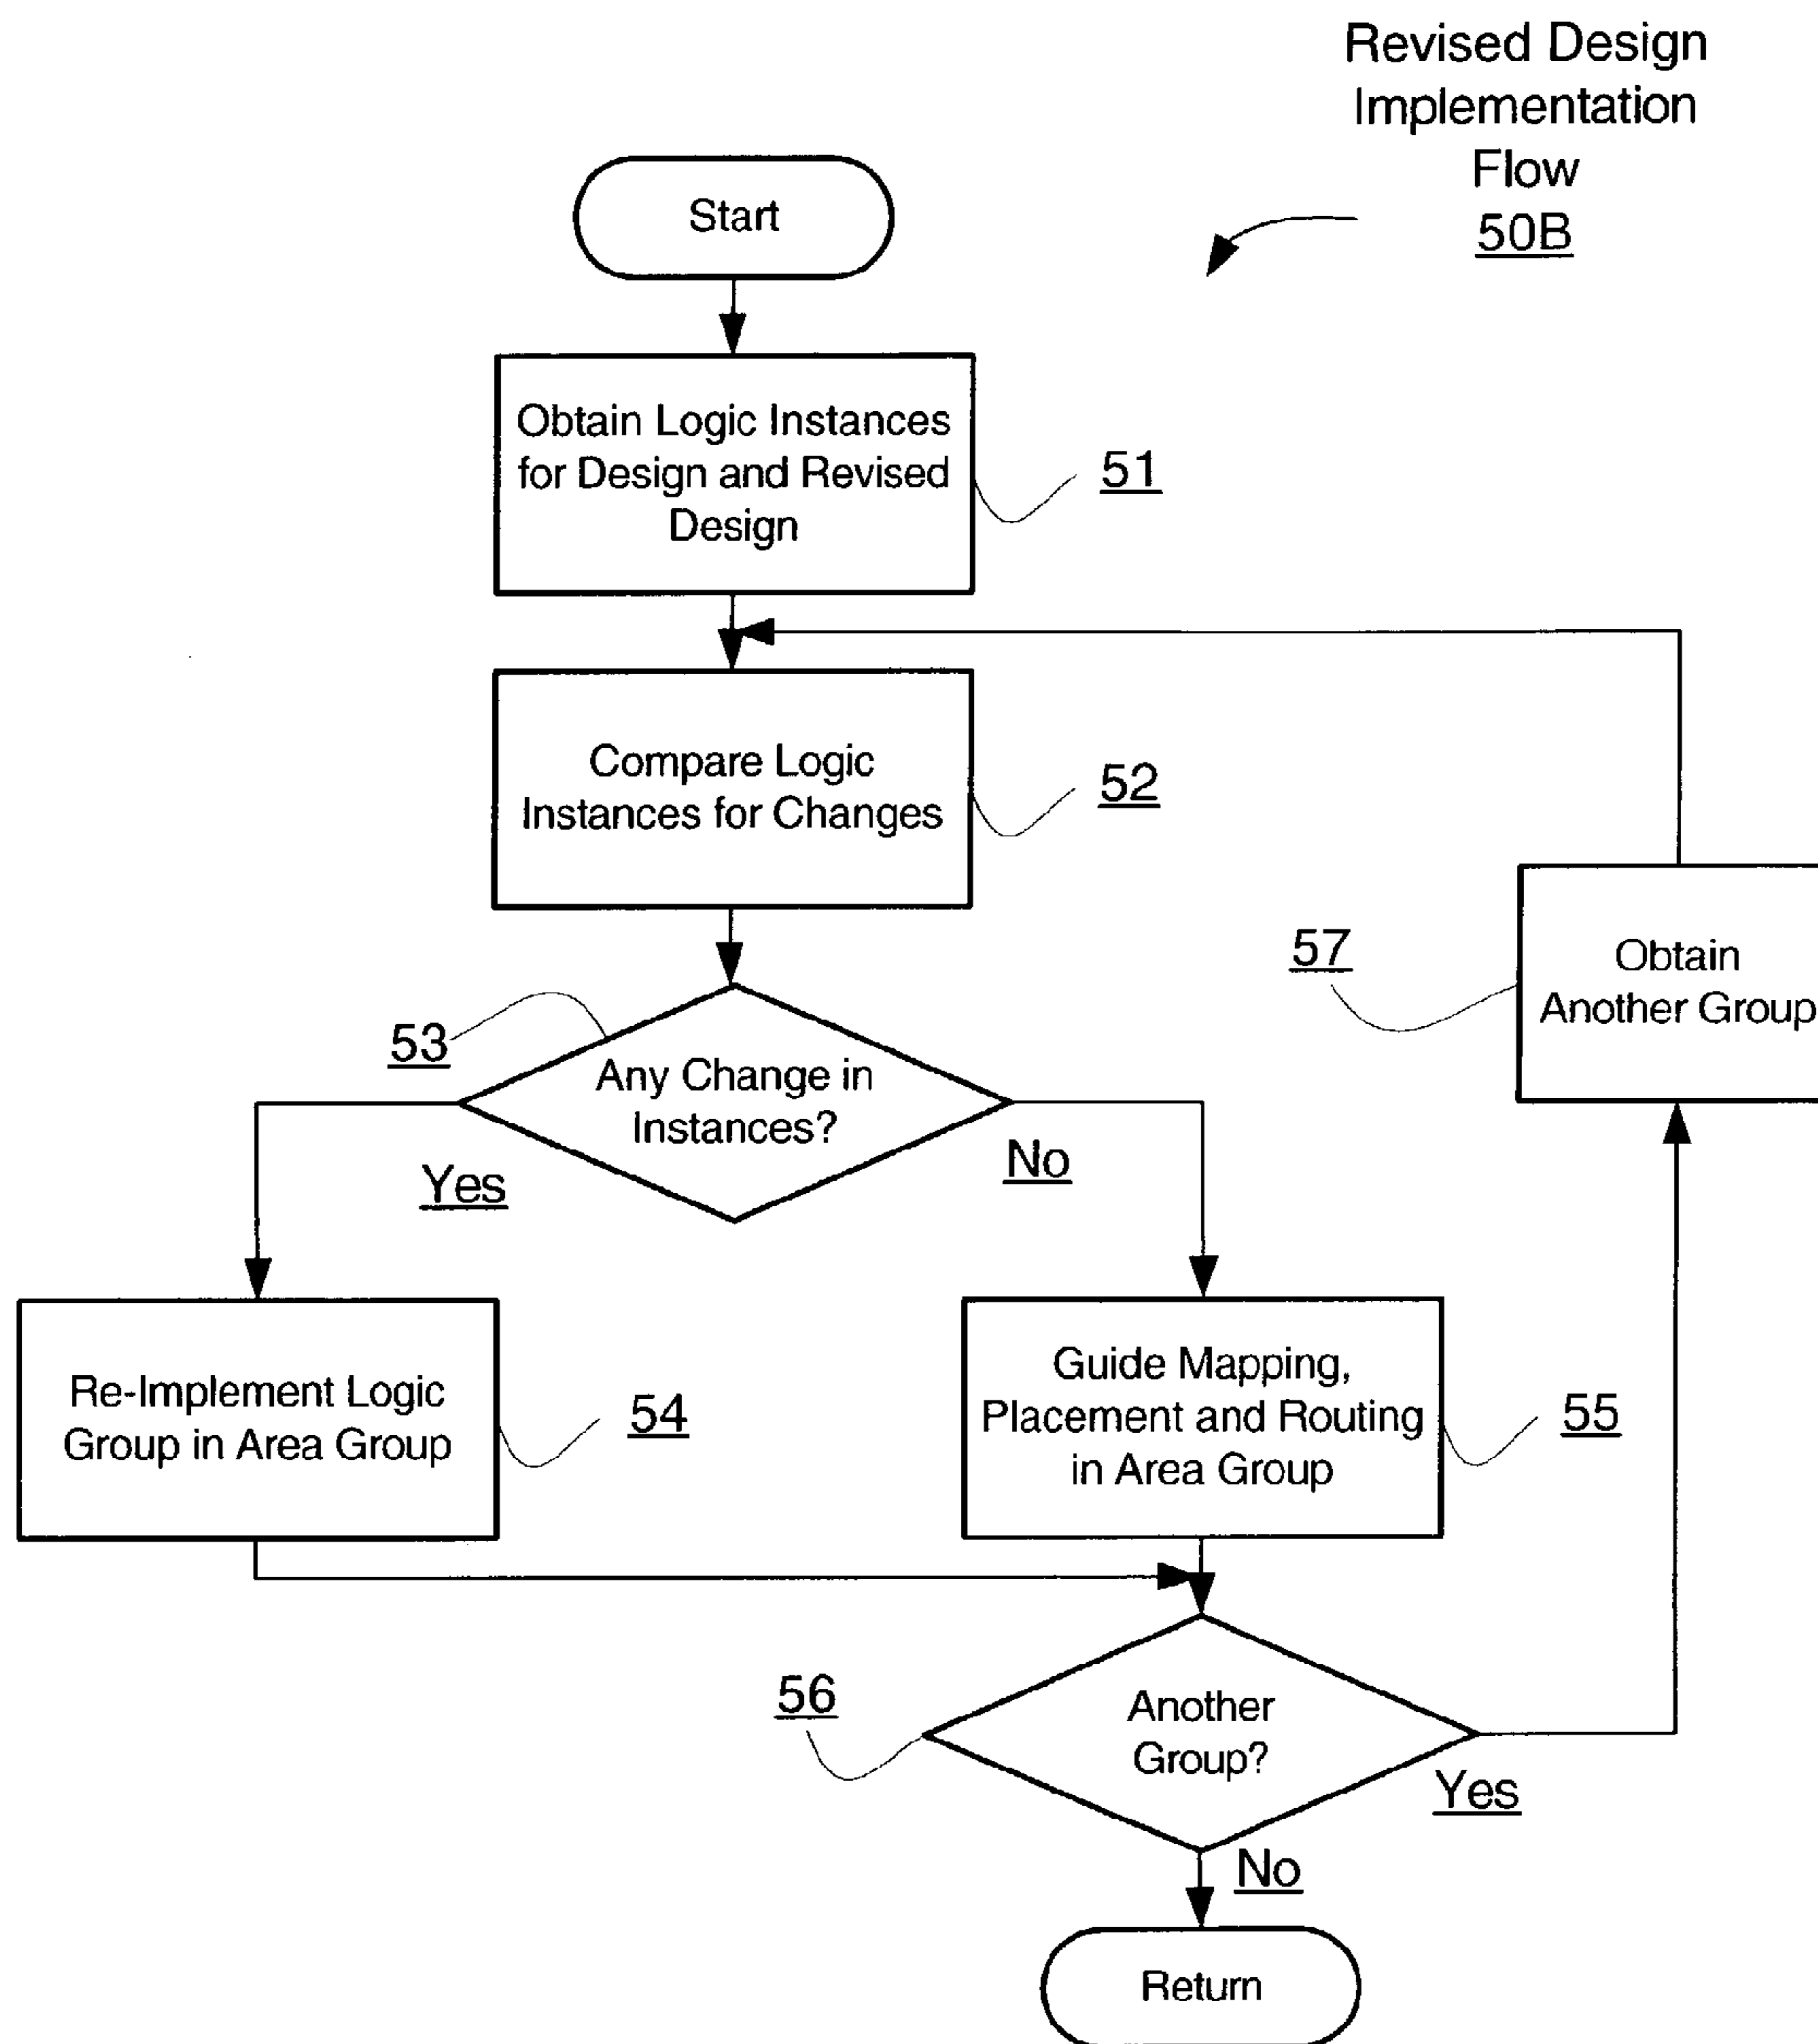 Revised Design
Implementation
Flow
50B
Start
Obtain Logic Instances
for Design and Revised
Design
51
Compare Logic
Instances for Changes
52
57
Obtain
Another Group
53
Any Change in
Instances?
Yes
No
Re-Implement Logic
Group in Area Group
54
Guide Mapping,
Placement and Routing
in Area Group
55
56
Another
Group?
Yes
No
Return